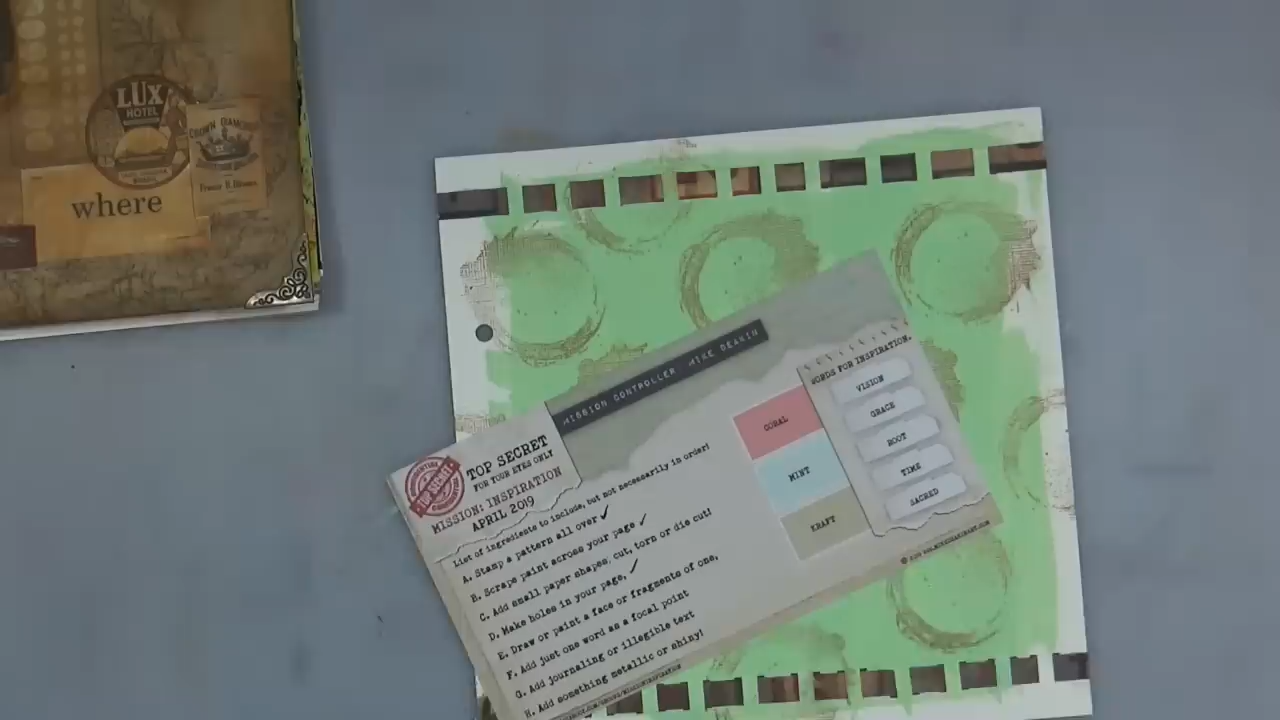 LUX
HOTEL
CROWN DIAMOND
where
MISSION CONTROLLER MIKE DEAKIN
TOP SECRET
FOR YOUR EYES ONLY
MISSION: INSPIRATION
APRIL 2019
List of ingredients to include, but not necessarily in order!
A. Stamp a pattern all over ✓
B. Scrape paint across your page ✓
C. Add small paper shapes: cut, torn or die cut!
D. Make holes in your page. ✓
E. Draw or paint a face or fragments of one.
F. Add just one word as a focal point
G. Add journaling or illegible text
H. Add something metallic or shiny!
CORAL
MINT
KRAFT
WORDS FOR INSPIRATION.
VISION
GRACE
ROOT
TIME
SACRED